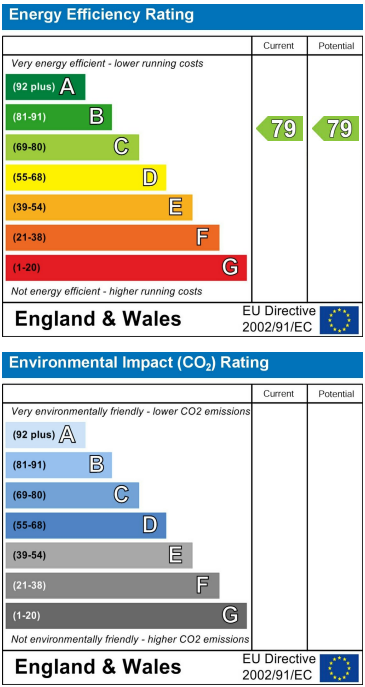 Energy Efficiency Rating
Current Potential
Very energy efficient - lower running costs
(92 plus) A
(81-91) B
79 79
(69-80) C
(55-68) D
(39-54) E
(21-38) F
(1-20) G
Not energy efficient - higher running costs
England & Wales
EU Directive
2002/91/EC
Environmental Impact (CO₂) Rating
Current Potential
Very environmentally friendly - lower CO2 emissions
(92 plus) A
(81-91) B
(69-80) C
(55-68) D
(39-54) E
(21-38) F
(1-20) G
Not environmentally friendly - higher CO2 emissions
England & Wales
EU Directive
2002/91/EC